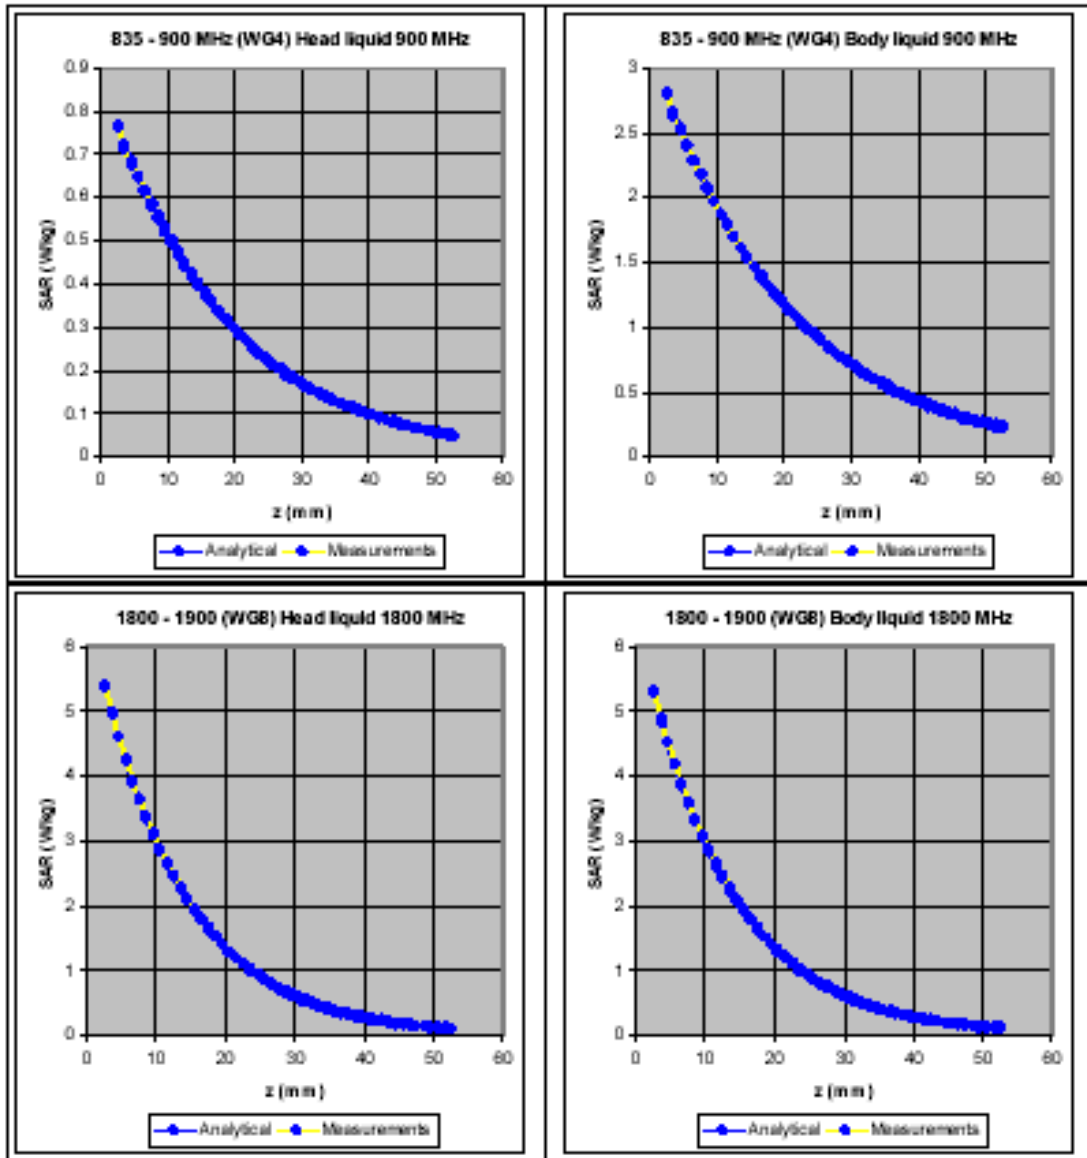 835 - 900 MHz (WG4) Head liquid 900 MHz
0.9
0.8
0.7
0.6
0.5
0.4
0.3
0.2
0.1
0
SAR (W/kg)
0 10 20 30 40 50 60
z (mm)
Analytical Measurements
835 - 900 MHz (WG4) Body liquid 900 MHz
3
2.5
2
1.5
1
0.5
0
SAR (W/kg)
0 10 20 30 40 50 60
z (mm)
Analytical Measurements
1800 - 1900 (WG8) Head liquid 1800 MHz
6
5
4
3
2
1
0
SAR (W/kg)
0 10 20 30 40 50 60
z (mm)
Analytical Measurements
1800 - 1900 (WG8) Body liquid 1800 MHz
6
5
4
3
2
1
0
SAR (W/kg)
0 10 20 30 40 50 60
z (mm)
Analytical Measurements